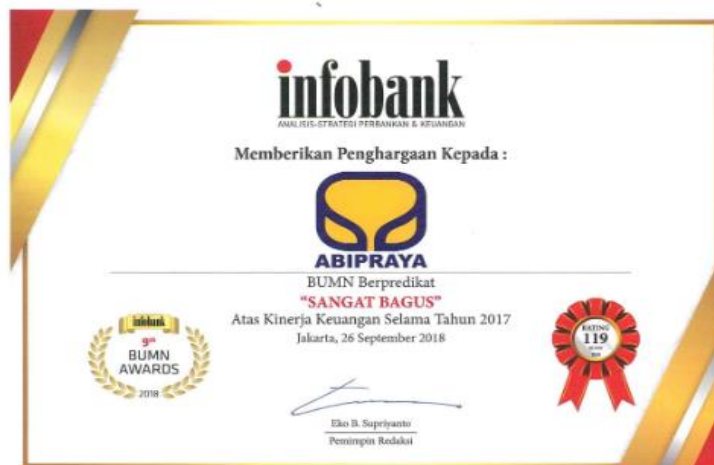 infobank
ANALISIS-STRATEGI PERBANKAN & KEUANGAN
Memberikan Penghargaan Kepada :
ABIPRAYA
BUMN Berpredikat
"SANGAT BAGUS"
Atas Kinerja Keuangan Selama Tahun 2017
Jakarta, 26 September 2018
infobank
9th
BUMN
AWARDS
2018
RATING
119
Eko B. Supriyanto
Pemimpin Redaksi